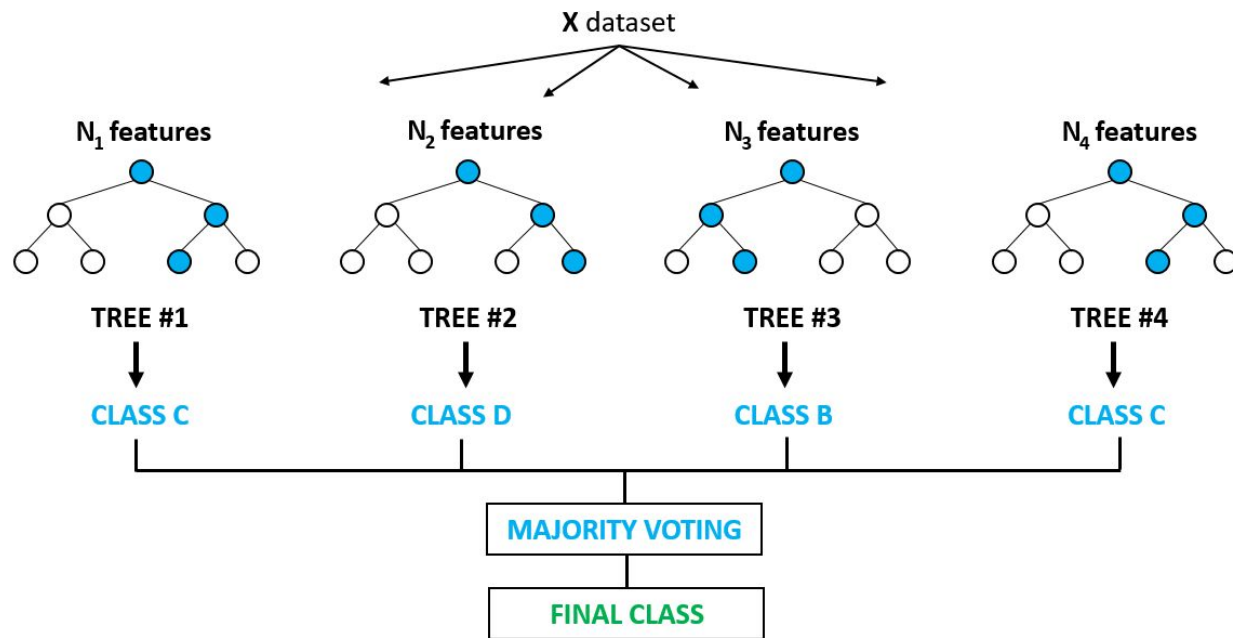 X dataset
N₁ features
N₂ features
N₃ features
N₄ features
TREE #1
TREE #2
TREE #3
TREE #4
CLASS C
CLASS D
CLASS B
CLASS C
MAJORITY VOTING
FINAL CLASS